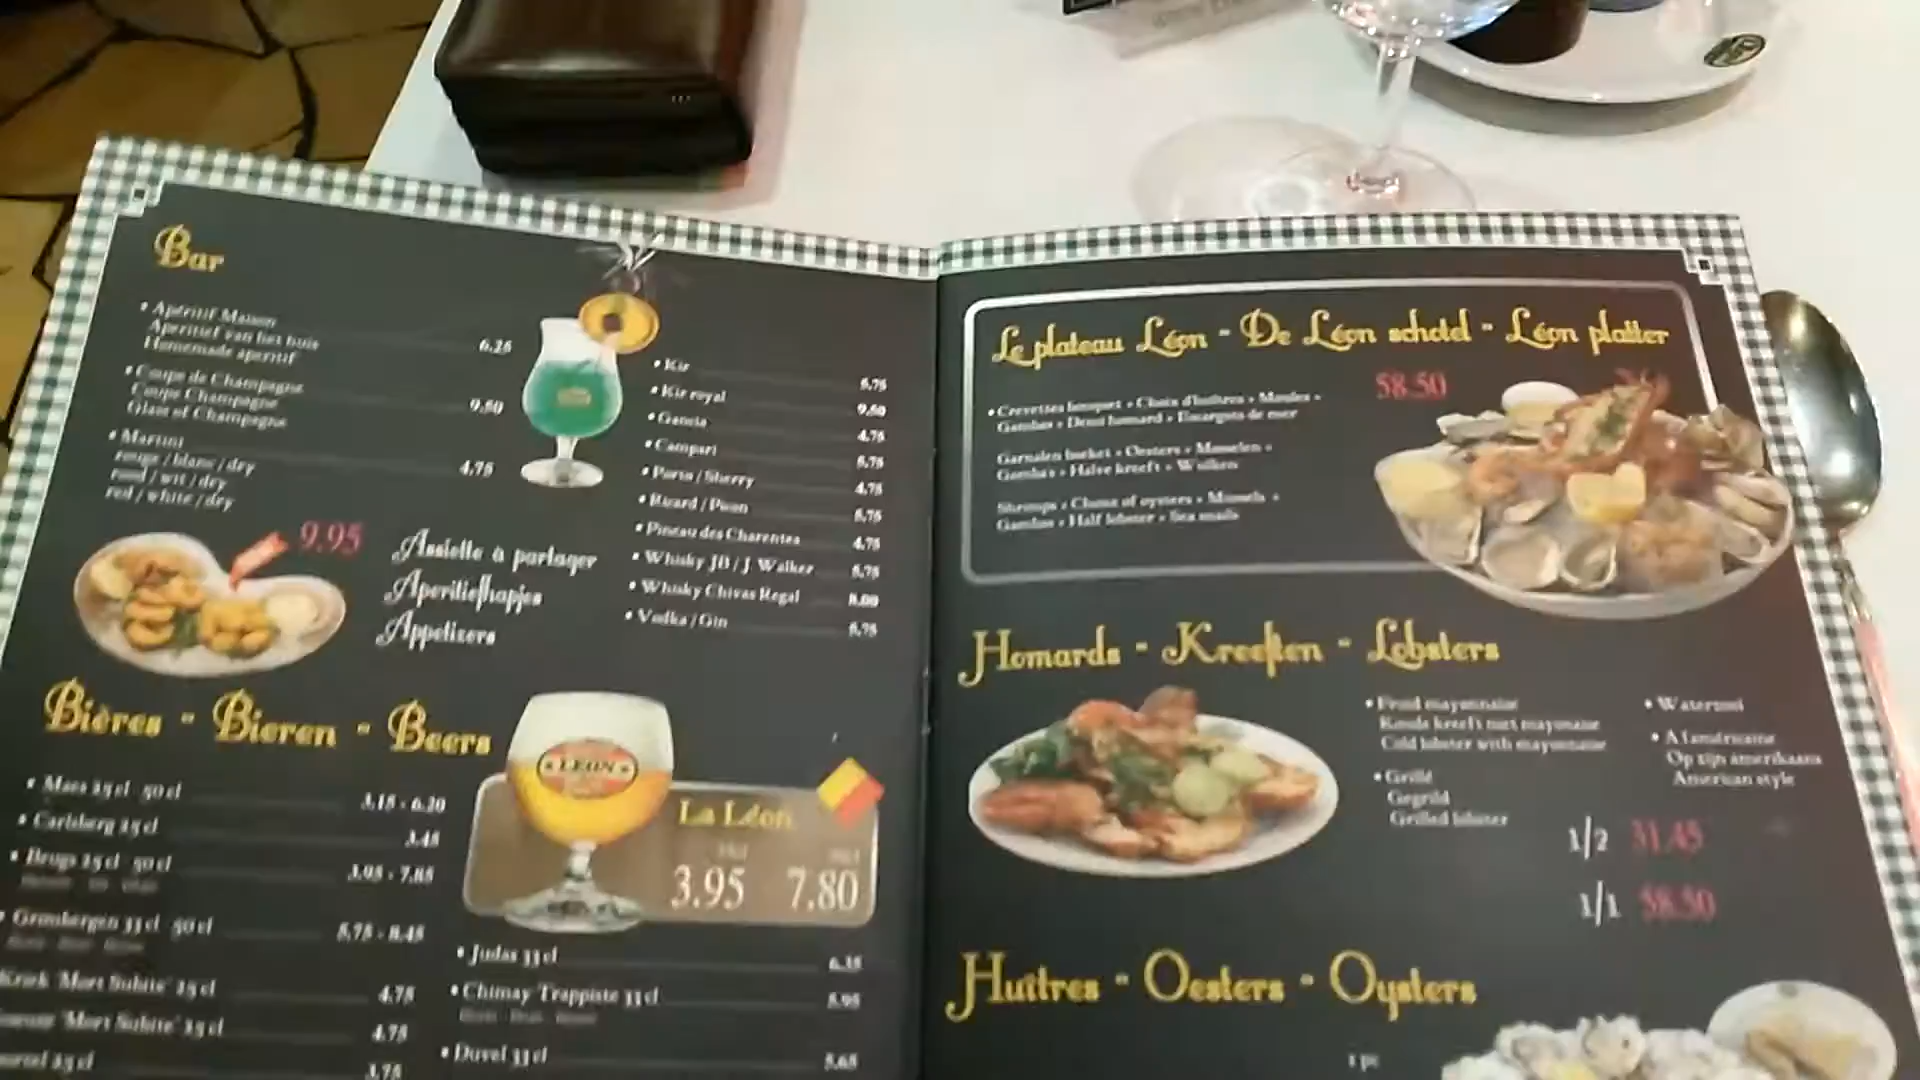 Bar
• Apéritif Maison
Aperitief van het huis
Homemade aperitif
6.25
• Coupe de Champagne
Coupe Champagne
Glass of Champagne
9.50
• Martini
rouge / blanc / dry
rood / wit / dry
red / white / dry
4.75
• Kir 5.75
• Kir royal 9.50
• Gancia 4.75
• Campari 5.75
• Porto / Sherry 4.75
• Ricard / Pison 5.75
• Pineau des Charentes 4.75
• Whisky JB / J. Walker 5.75
• Whisky Chivas Regal 8.00
• Vodka / Gin 5.75
9.95
Assiette à partager
Aperitiefhapjes
Appetizers
Bières - Bieren - Beers
• Maes 25 cl 50 cl 3.15 - 6.20
• Carlsberg 25 cl 3.45
• Brugs 25 cl 50 cl 3.95 - 7.85
• Grimbergen 33 cl 50 cl 5.75 - 8.45
Kriek 'Mort Subite' 25 cl 4.75
'Mort Subite' 25 cl 4.75
25 cl 3.75
LEON
La Léon
3.95 7.80
• Judas 33 cl 6.35
• Chimay Trappiste 33 cl 5.95
• Duvel 33 cl 5.65
Le plateau Léon - De Léon schotel - Léon platter
58.50
• Crevettes bouquet • Choix d'huîtres • Moules •
Gambas • Demi homard • Escargots de mer
Garnalen boeket • Oesters • Mosselen •
Gamba's • Halve kreeft • Wulken
Shrimps • Choice of oysters • Mussels •
Gambas • Half lobster • Sea snails
Homards - Kreeften - Lobsters
• Froid mayonnaise
Koude kreeft met mayonaise
Cold lobster with mayonnaise
• Grillé
Gegrild
Grilled lobster
• Waterzooi
• A l'américaine
Op zijn amerikaans
American style
1/2 31.45
1/1 58.50
Huîtres - Oesters - Oysters
1 pc